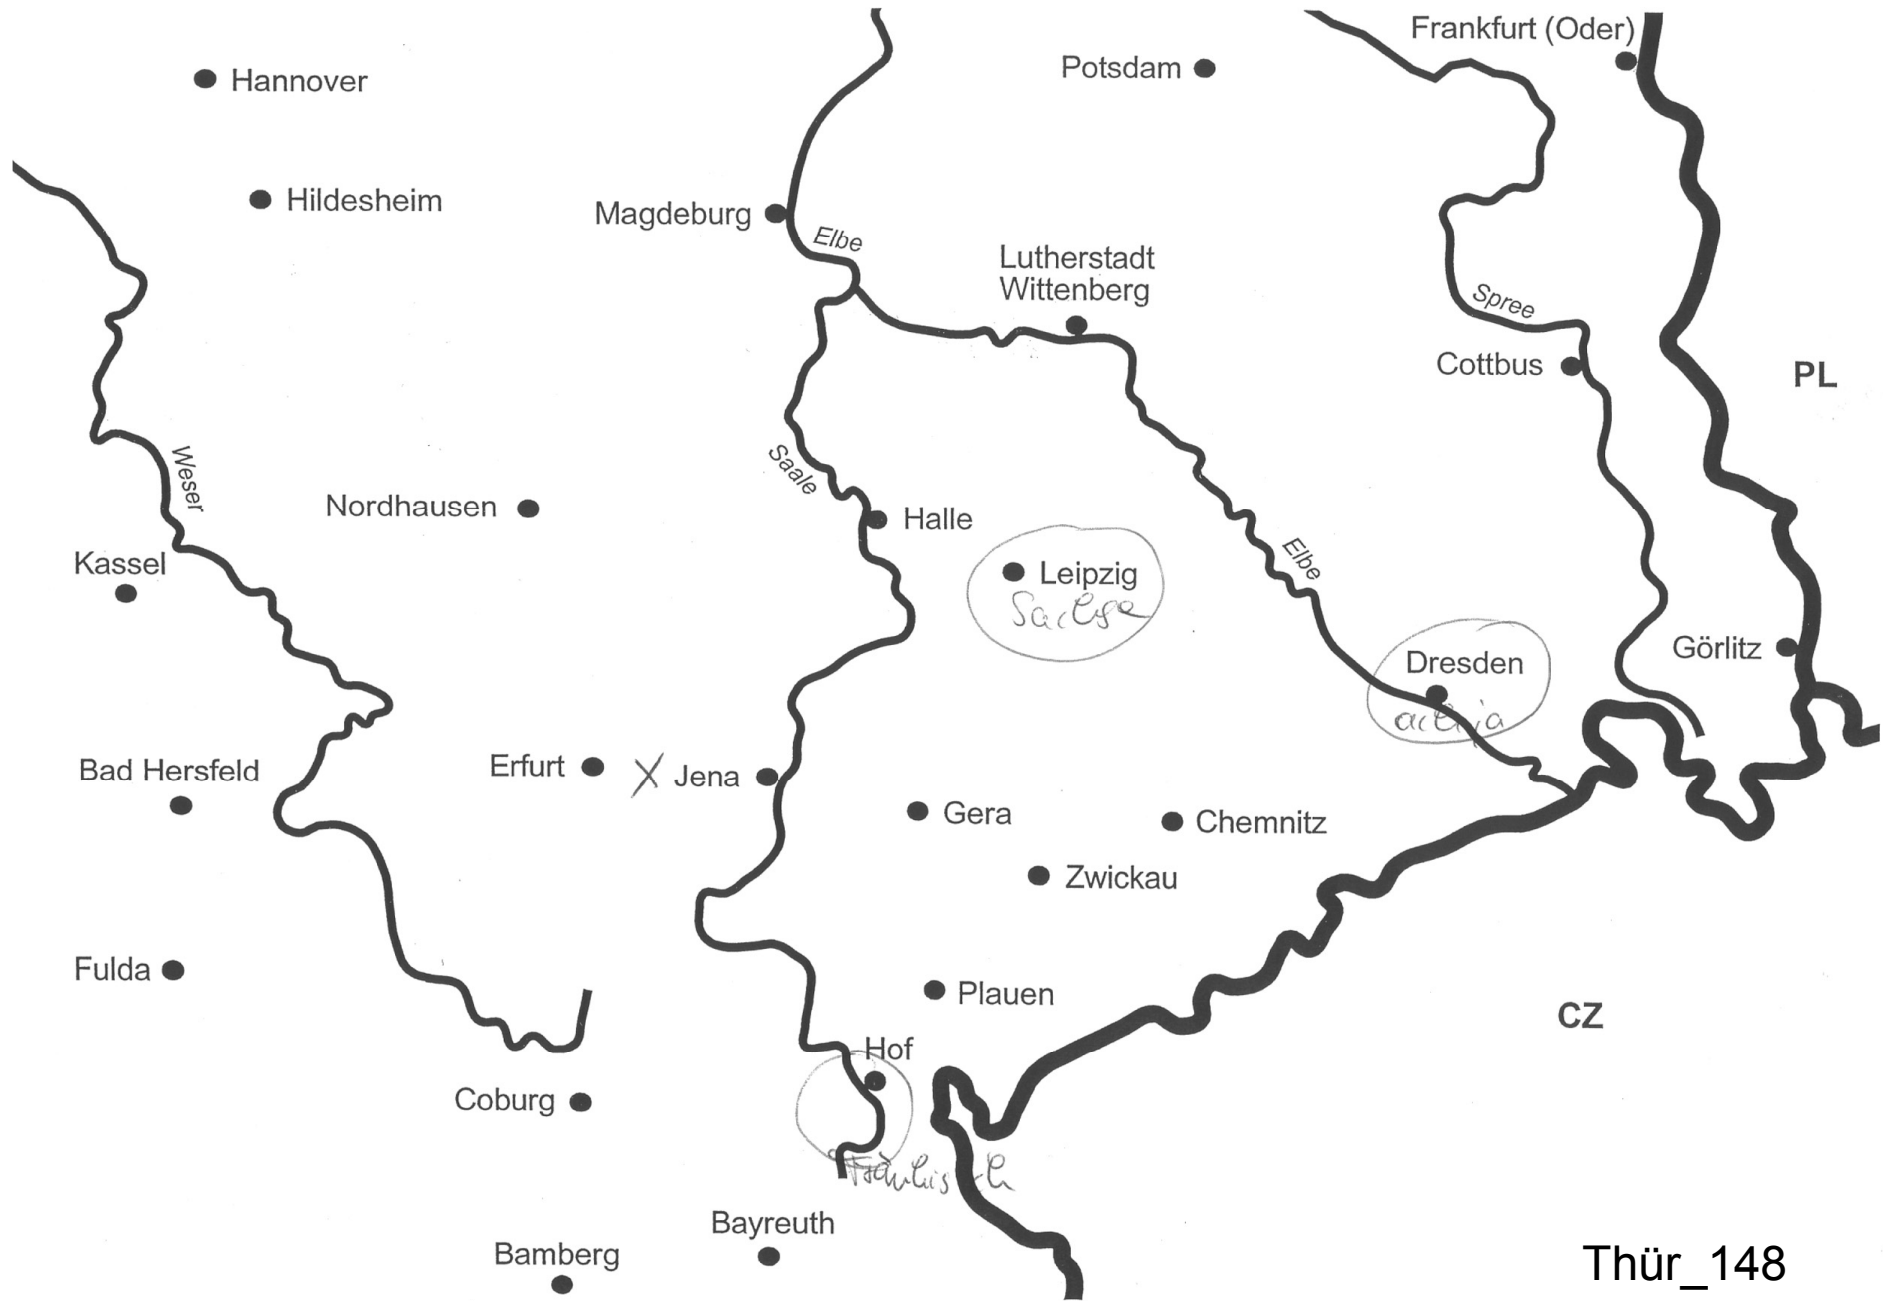 Frankfurt (Oder)
Potsdam
Hannover
Hildesheim
Magdeburg
Elbe
Lutherstadt
Wittenberg
Spree
Cottbus
PL
Weser
Saale
Nordhausen
Halle
Kassel
Leipzig
Elbe
Dresden
Görlitz
Bad Hersfeld
Erfurt
X Jena
Gera
Chemnitz
Zwickau
Fulda
Plauen
CZ
Hof
Coburg
Fränkisch
Bayreuth
Bamberg
Thür_148